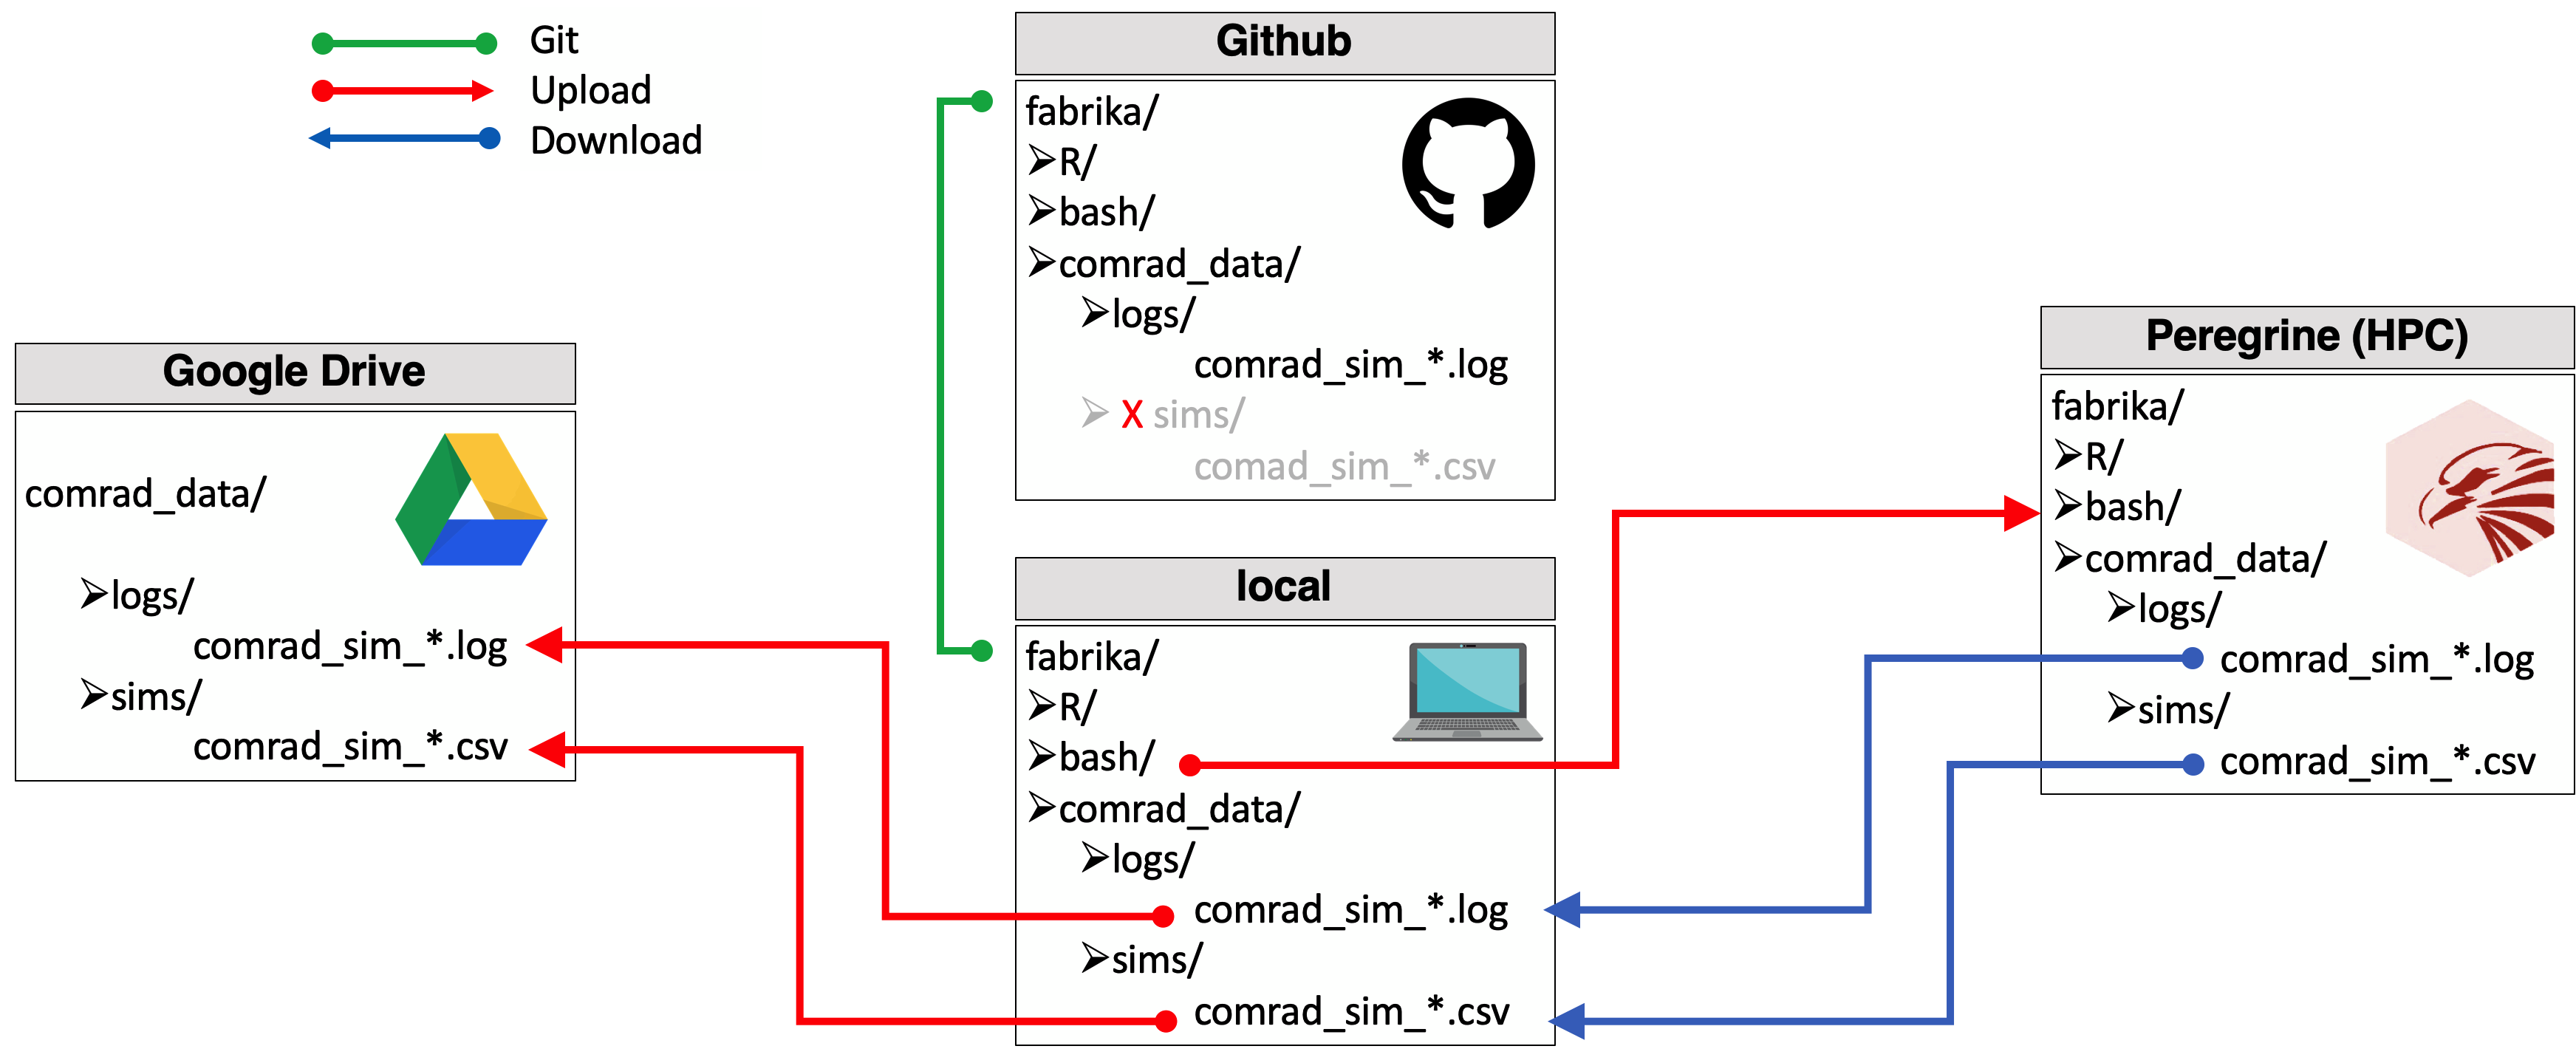 Git
Upload
Download
Github
fabrika/
➢R/
➢bash/
➢comrad_data/
➢logs/
comrad_sim_*.log
➢ X sims/
comad_sim_*.csv
Google Drive
comrad_data/
➢logs/
comrad_sim_*.log
➢sims/
comrad_sim_*.csv
local
fabrika/
➢R/
➢bash/
➢comrad_data/
➢logs/
comrad_sim_*.log
➢sims/
comrad_sim_*.csv
Peregrine (HPC)
fabrika/
➢R/
➢bash/
➢comrad_data/
➢logs/
comrad_sim_*.log
➢sims/
comrad_sim_*.csv